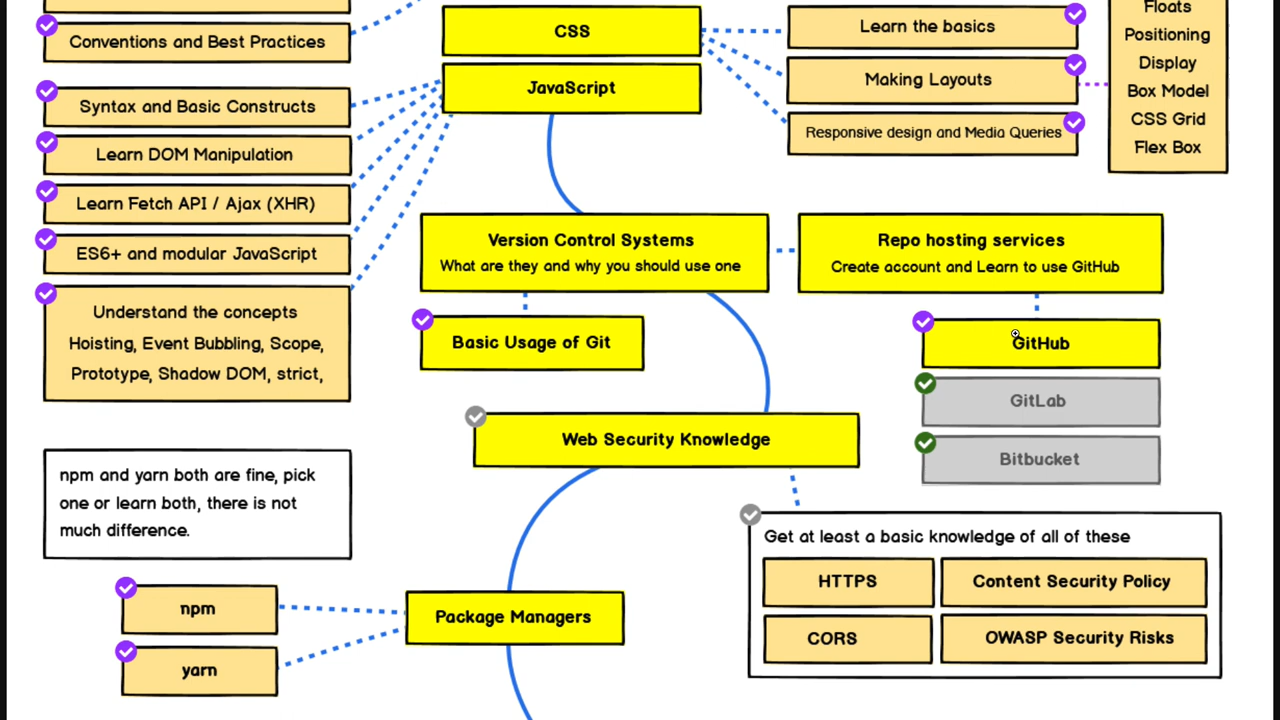 Conventions and Best Practices
Syntax and Basic Constructs
Learn DOM Manipulation
Learn Fetch API / Ajax (XHR)
ES6+ and modular JavaScript
Understand the concepts
Hoisting, Event Bubbling, Scope,
Prototype, Shadow DOM, strict,
CSS
JavaScript
Learn the basics
Making Layouts
Responsive design and Media Queries
Floats
Positioning
Display
Box Model
CSS Grid
Flex Box
Version Control Systems
What are they and why you should use one
Repo hosting services
Create account and Learn to use GitHub
Basic Usage of Git
GitHub
GitLab
Bitbucket
Web Security Knowledge
npm and yarn both are fine, pick
one or learn both, there is not
much difference.
Get at least a basic knowledge of all of these
HTTPS
Content Security Policy
CORS
OWASP Security Risks
npm
yarn
Package Managers